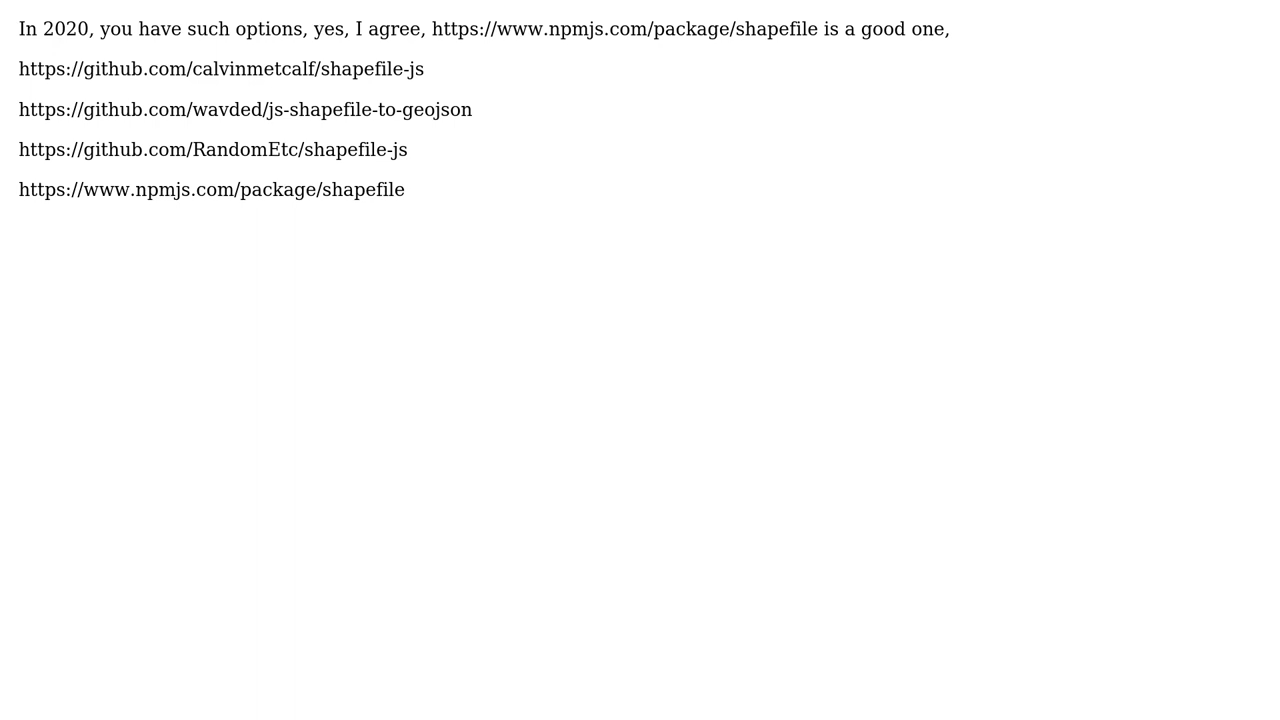 In 2020, you have such options, yes, I agree, https://www.npmjs.com/package/shapefile is a good one,
https://github.com/calvinmetcalf/shapefile-js
https://github.com/wavded/js-shapefile-to-geojson
https://github.com/RandomEtc/shapefile-js
https://www.npmjs.com/package/shapefile